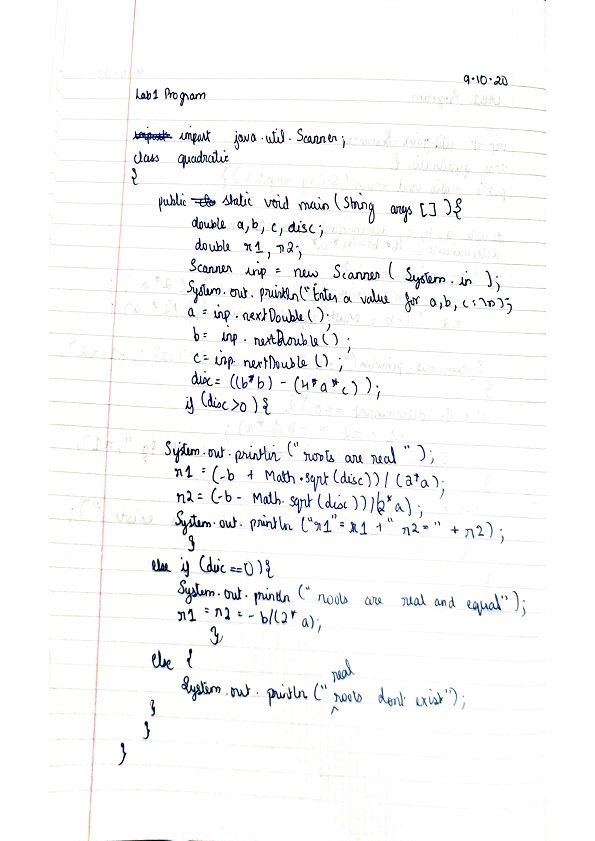 9.10.20
Lab1 Program
import java.util.Scanner;
class quadratic
{
public static void main(String args[]){
double a,b,c,disc;
double r1, r2;
Scanner inp = new Scanner( System.in );
System.out.println("Enter a value for a,b,c:\n");
a = inp.nextDouble();
b = inp.nextDouble();
c = inp.nextDouble();
disc = ((b*b) - (4*a*c));
if (disc>0){
System.out.println("roots are real");
r1 = (-b + Math.sqrt(disc))/(2*a);
r2 = (-b - Math.sqrt(disc))/(2*a);
System.out.println("r1"= r1 +" r2=" + r2);
}
else if (disc==0){
System.out.println("roots are real and equal");
r1 = r2 = -b/(2*a);
}
else {
System.out.println("real roots dont exist");
}
}
}